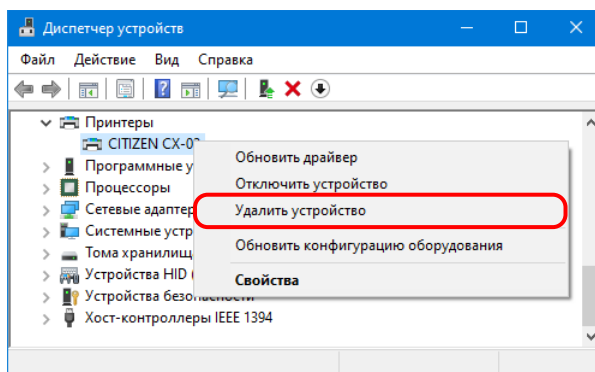 Диспетчер устройств
Файл Действие Вид Справка
Принтеры
CITIZEN CX-02
Обновить драйвер
Программные у
Отключить устройство
Процессоры
Удалить устройство
Сетевые адаптер
Системные устр
Обновить конфигурацию оборудования
Тома хранилищ
Свойства
Устройства HID (
Устройства безопасности
Хост-контроллеры IEEE 1394